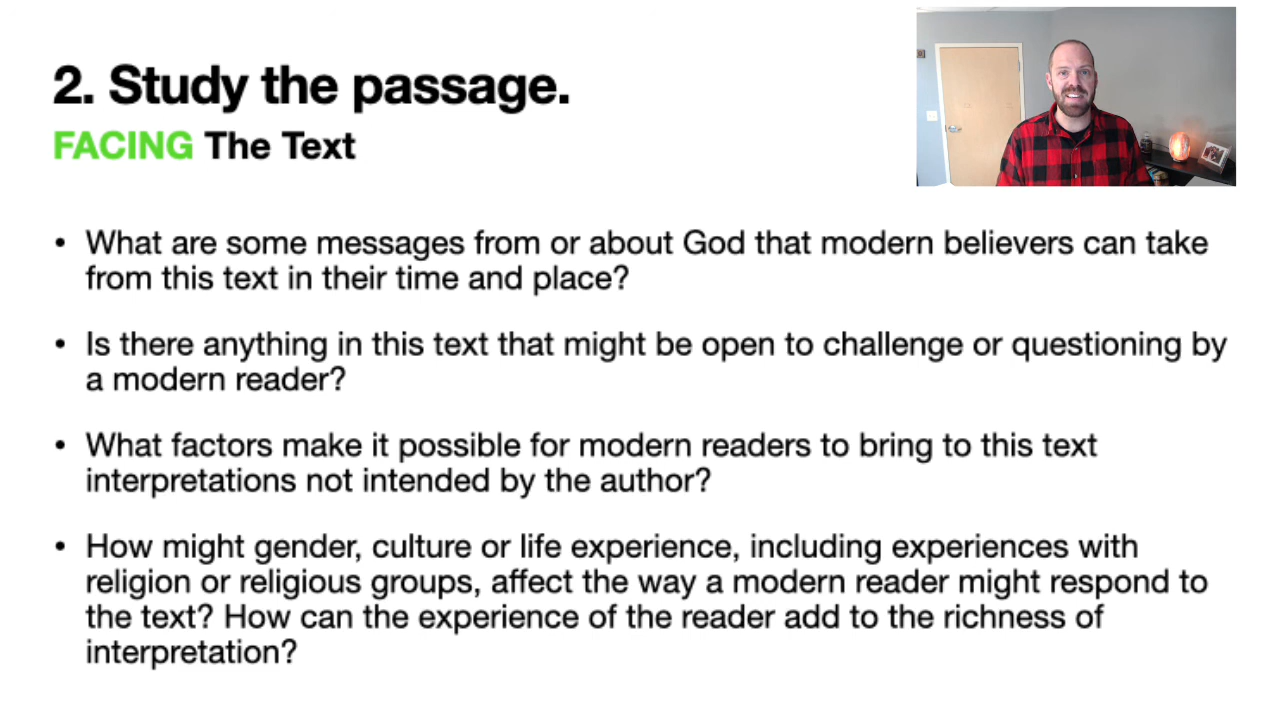 2. Study the passage.
FACING The Text
• What are some messages from or about God that modern believers can take
from this text in their time and place?
• Is there anything in this text that might be open to challenge or questioning by
a modern reader?
• What factors make it possible for modern readers to bring to this text
interpretations not intended by the author?
• How might gender, culture or life experience, including experiences with
religion or religious groups, affect the way a modern reader might respond to
the text? How can the experience of the reader add to the richness of
interpretation?